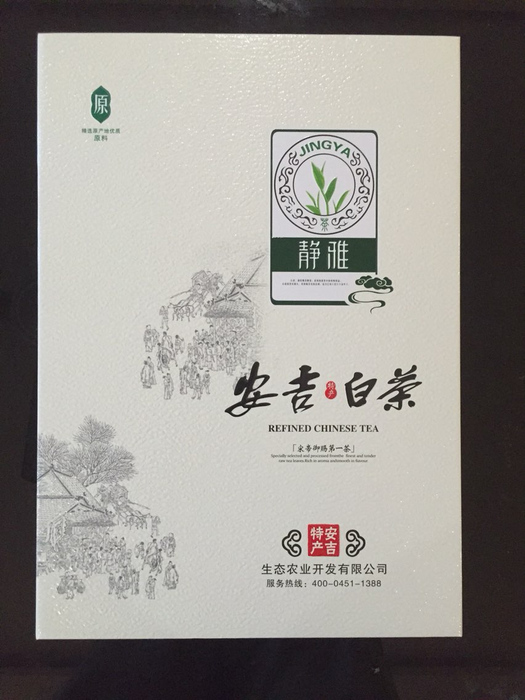 原
精选原产地优质
原料
JINGYA
茶
静雅
安吉 特产 白茶
REFINED CHINESE TEA
「宋帝御赐第一茶」
安吉
特产
生态农业开发有限公司
服务热线：400-0451-1388